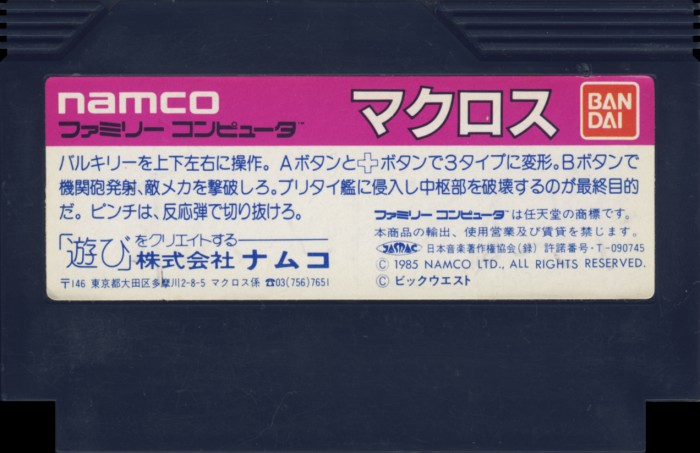 namco
ファミリー コンピュータ™
マクロス
BAN
DAI
バルキリーを上下左右に操作。Aボタンと✚ボタンで3タイプに変形。Bボタンで
機関砲発射、敵メカを撃破しろ。ブリタイ艦に侵入し中枢部を破壊するのが最終目的
だ。ピンチは、反応弾で切り抜けろ。
「遊び」をクリエイトする
株式会社 ナムコ
〒146 東京都大田区多摩川2-8-5 マクロス係 ☎03(756)7651
ファミリー コンピュータ™は任天堂の商標です。
本商品の輸出、使用営業及び賃貸を禁じます。
JASRAC 日本音楽著作権協会(録) 許諾番号・T-090745
© 1985 NAMCO LTD., ALL RIGHTS RESERVED.
© ビックウエスト